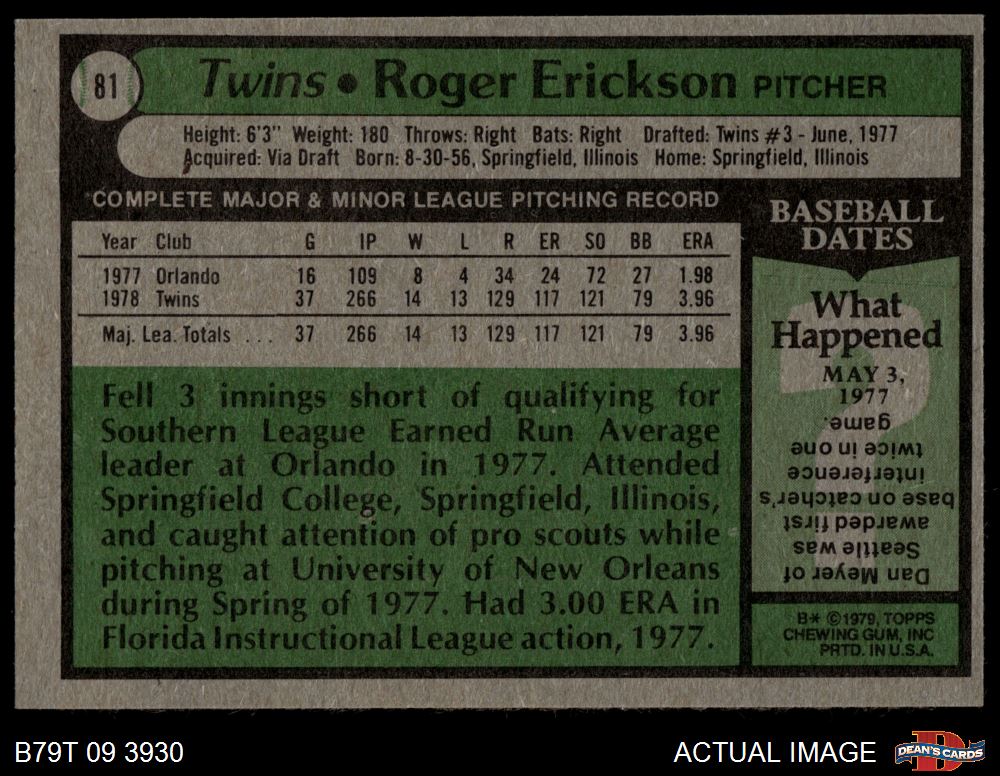 81
Twins • Roger Erickson PITCHER
Height: 6'3" Weight: 180 Throws: Right Bats: Right Drafted: Twins #3 - June, 1977
Acquired: Via Draft Born: 8-30-56, Springfield, Illinois Home: Springfield, Illinois
COMPLETE MAJOR & MINOR LEAGUE PITCHING RECORD
Year Club G IP W L R ER SO BB ERA
1977 Orlando 16 109 8 4 34 24 72 27 1.98
1978 Twins 37 266 14 13 129 117 121 79 3.96
Maj. Lea. Totals ... 37 266 14 13 129 117 121 79 3.96
Fell 3 innings short of qualifying for
Southern League Earned Run Average
leader at Orlando in 1977. Attended
Springfield College, Springfield, Illinois,
and caught attention of pro scouts while
pitching at University of New Orleans
during Spring of 1977. Had 3.00 ERA in
Florida Instructional League action, 1977.
BASEBALL
DATES
What
Happened
MAY 3,
1977
Dan Meyer of
Seattle was
awarded first
base on catcher's
interference
twice in one
game.
B* ©1979, TOPPS
CHEWING GUM, INC
PRTD. IN U.S.A.
B79T 09 3930
ACTUAL IMAGE
DEAN'S CARDS